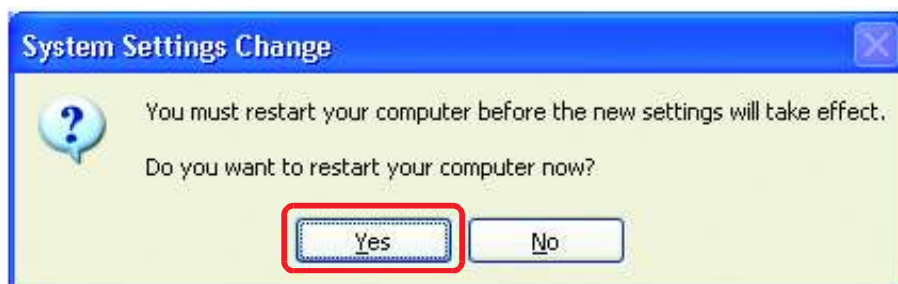 System Settings Change
?
You must restart your computer before the new settings will take effect.
Do you want to restart your computer now?
Yes
No